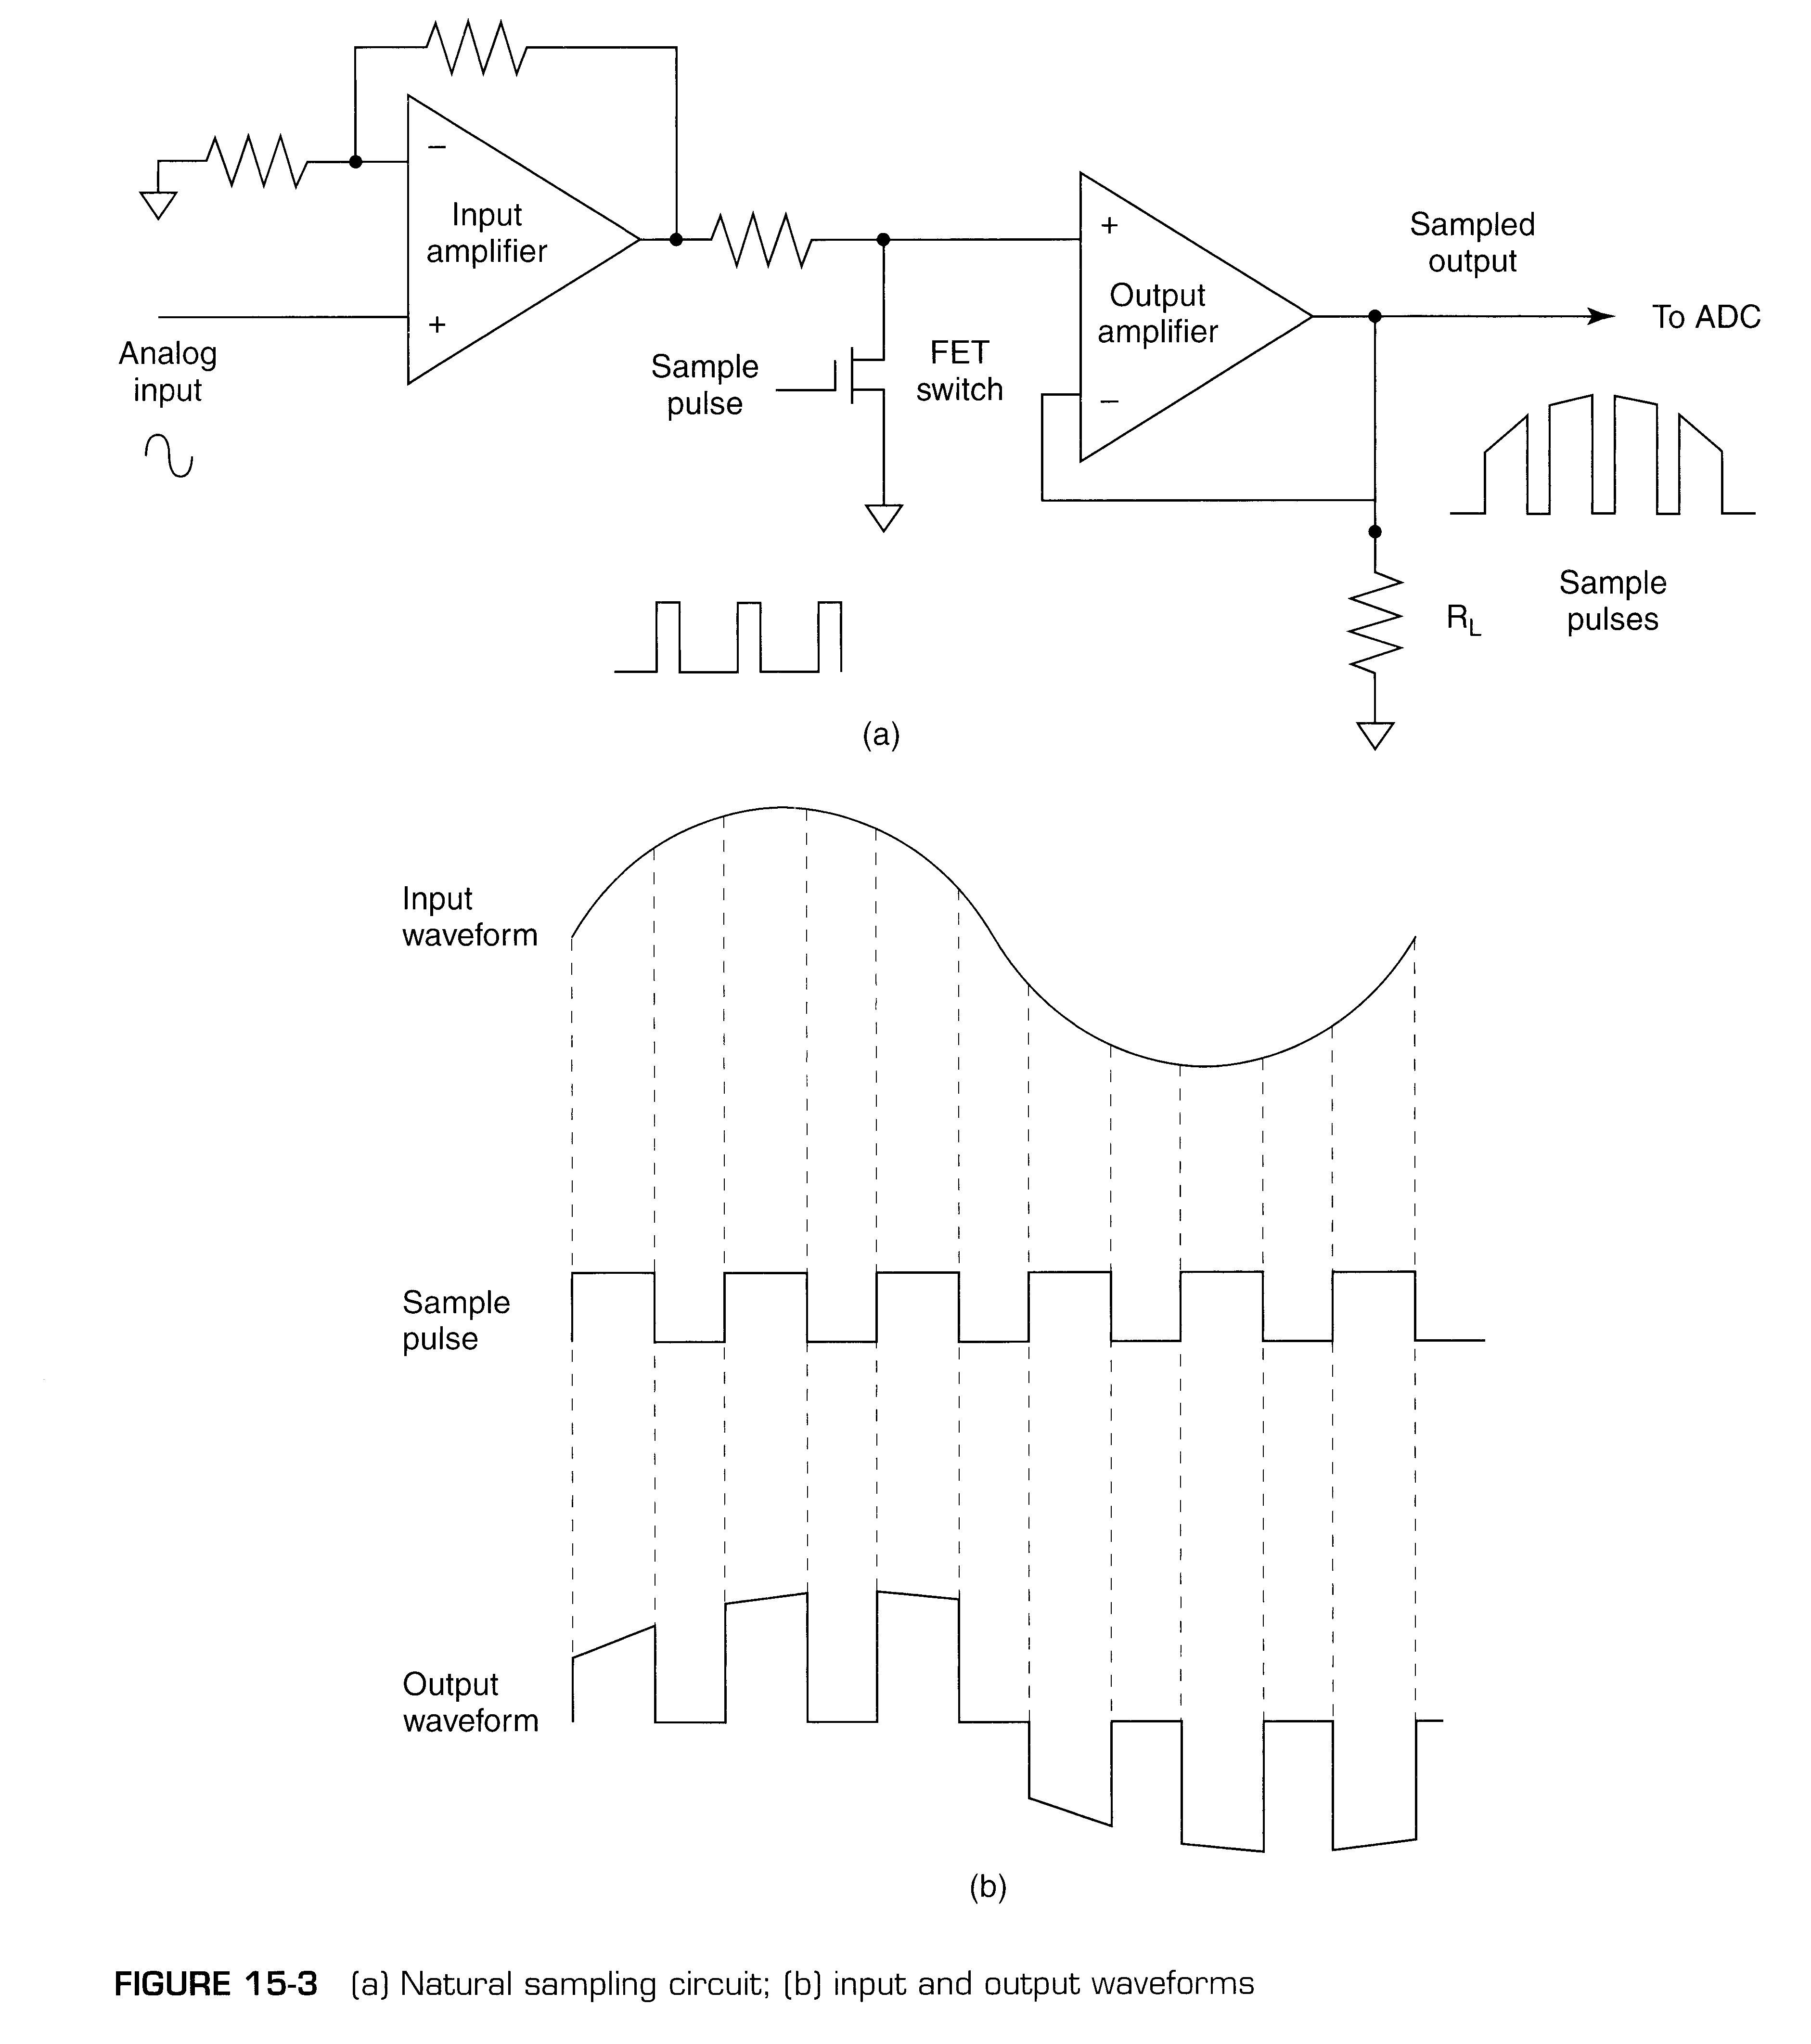 −
Input
amplifier
+
Analog
input
Sample
pulse
FET
switch
+
Output
amplifier
−
Sampled
output
To ADC
Sample
pulses
RL
(a)
Input
waveform
Sample
pulse
Output
waveform
(b)
FIGURE 15-3 (a) Natural sampling circuit; (b) input and output waveforms